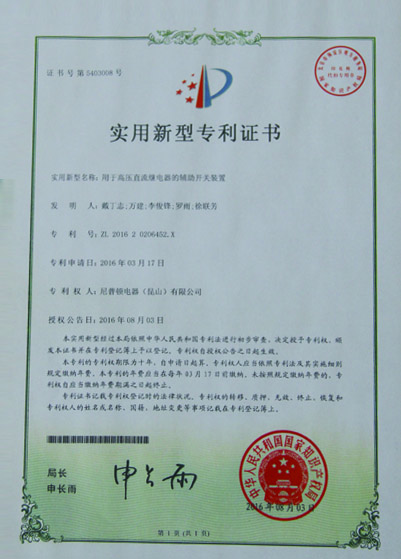 证书号第5403008号
实用新型专利证书
实用新型名称：用于高压直流继电器的辅助开关装置
发明人：戴丁志;万建;李俊锋;罗刚;徐联芳
专利号：ZL 2016 2 0206452.X
专利申请日：2016年03月17日
专利权人：尼普顿电器（昆山）有限公司
授权公告日：2016年08月03日
本实用新型经过本局依照中华人民共和国专利法进行初步审查，决定授予专利权，颁
发本证书并在专利登记簿上予以登记。专利权自授权公告之日起生效。
本专利的专利权期限为十年，自申请日起算。专利权人应当依照专利法及其实施细则
规定缴纳年费。本专利的年费应当在每年03月17日前缴纳。未按照规定缴纳年费的，专利
权自应当缴纳年费期满之日起终止。
专利证书记载专利权登记时的法律状况。专利权的转移、质押、无效、终止、恢复和
专利权人的姓名或名称、国籍、地址变更等事项记载在专利登记簿上。
局长
申长雨
申长雨
中华人民共和国国家知识产权局
2016年08月03日
第1页（共1页）